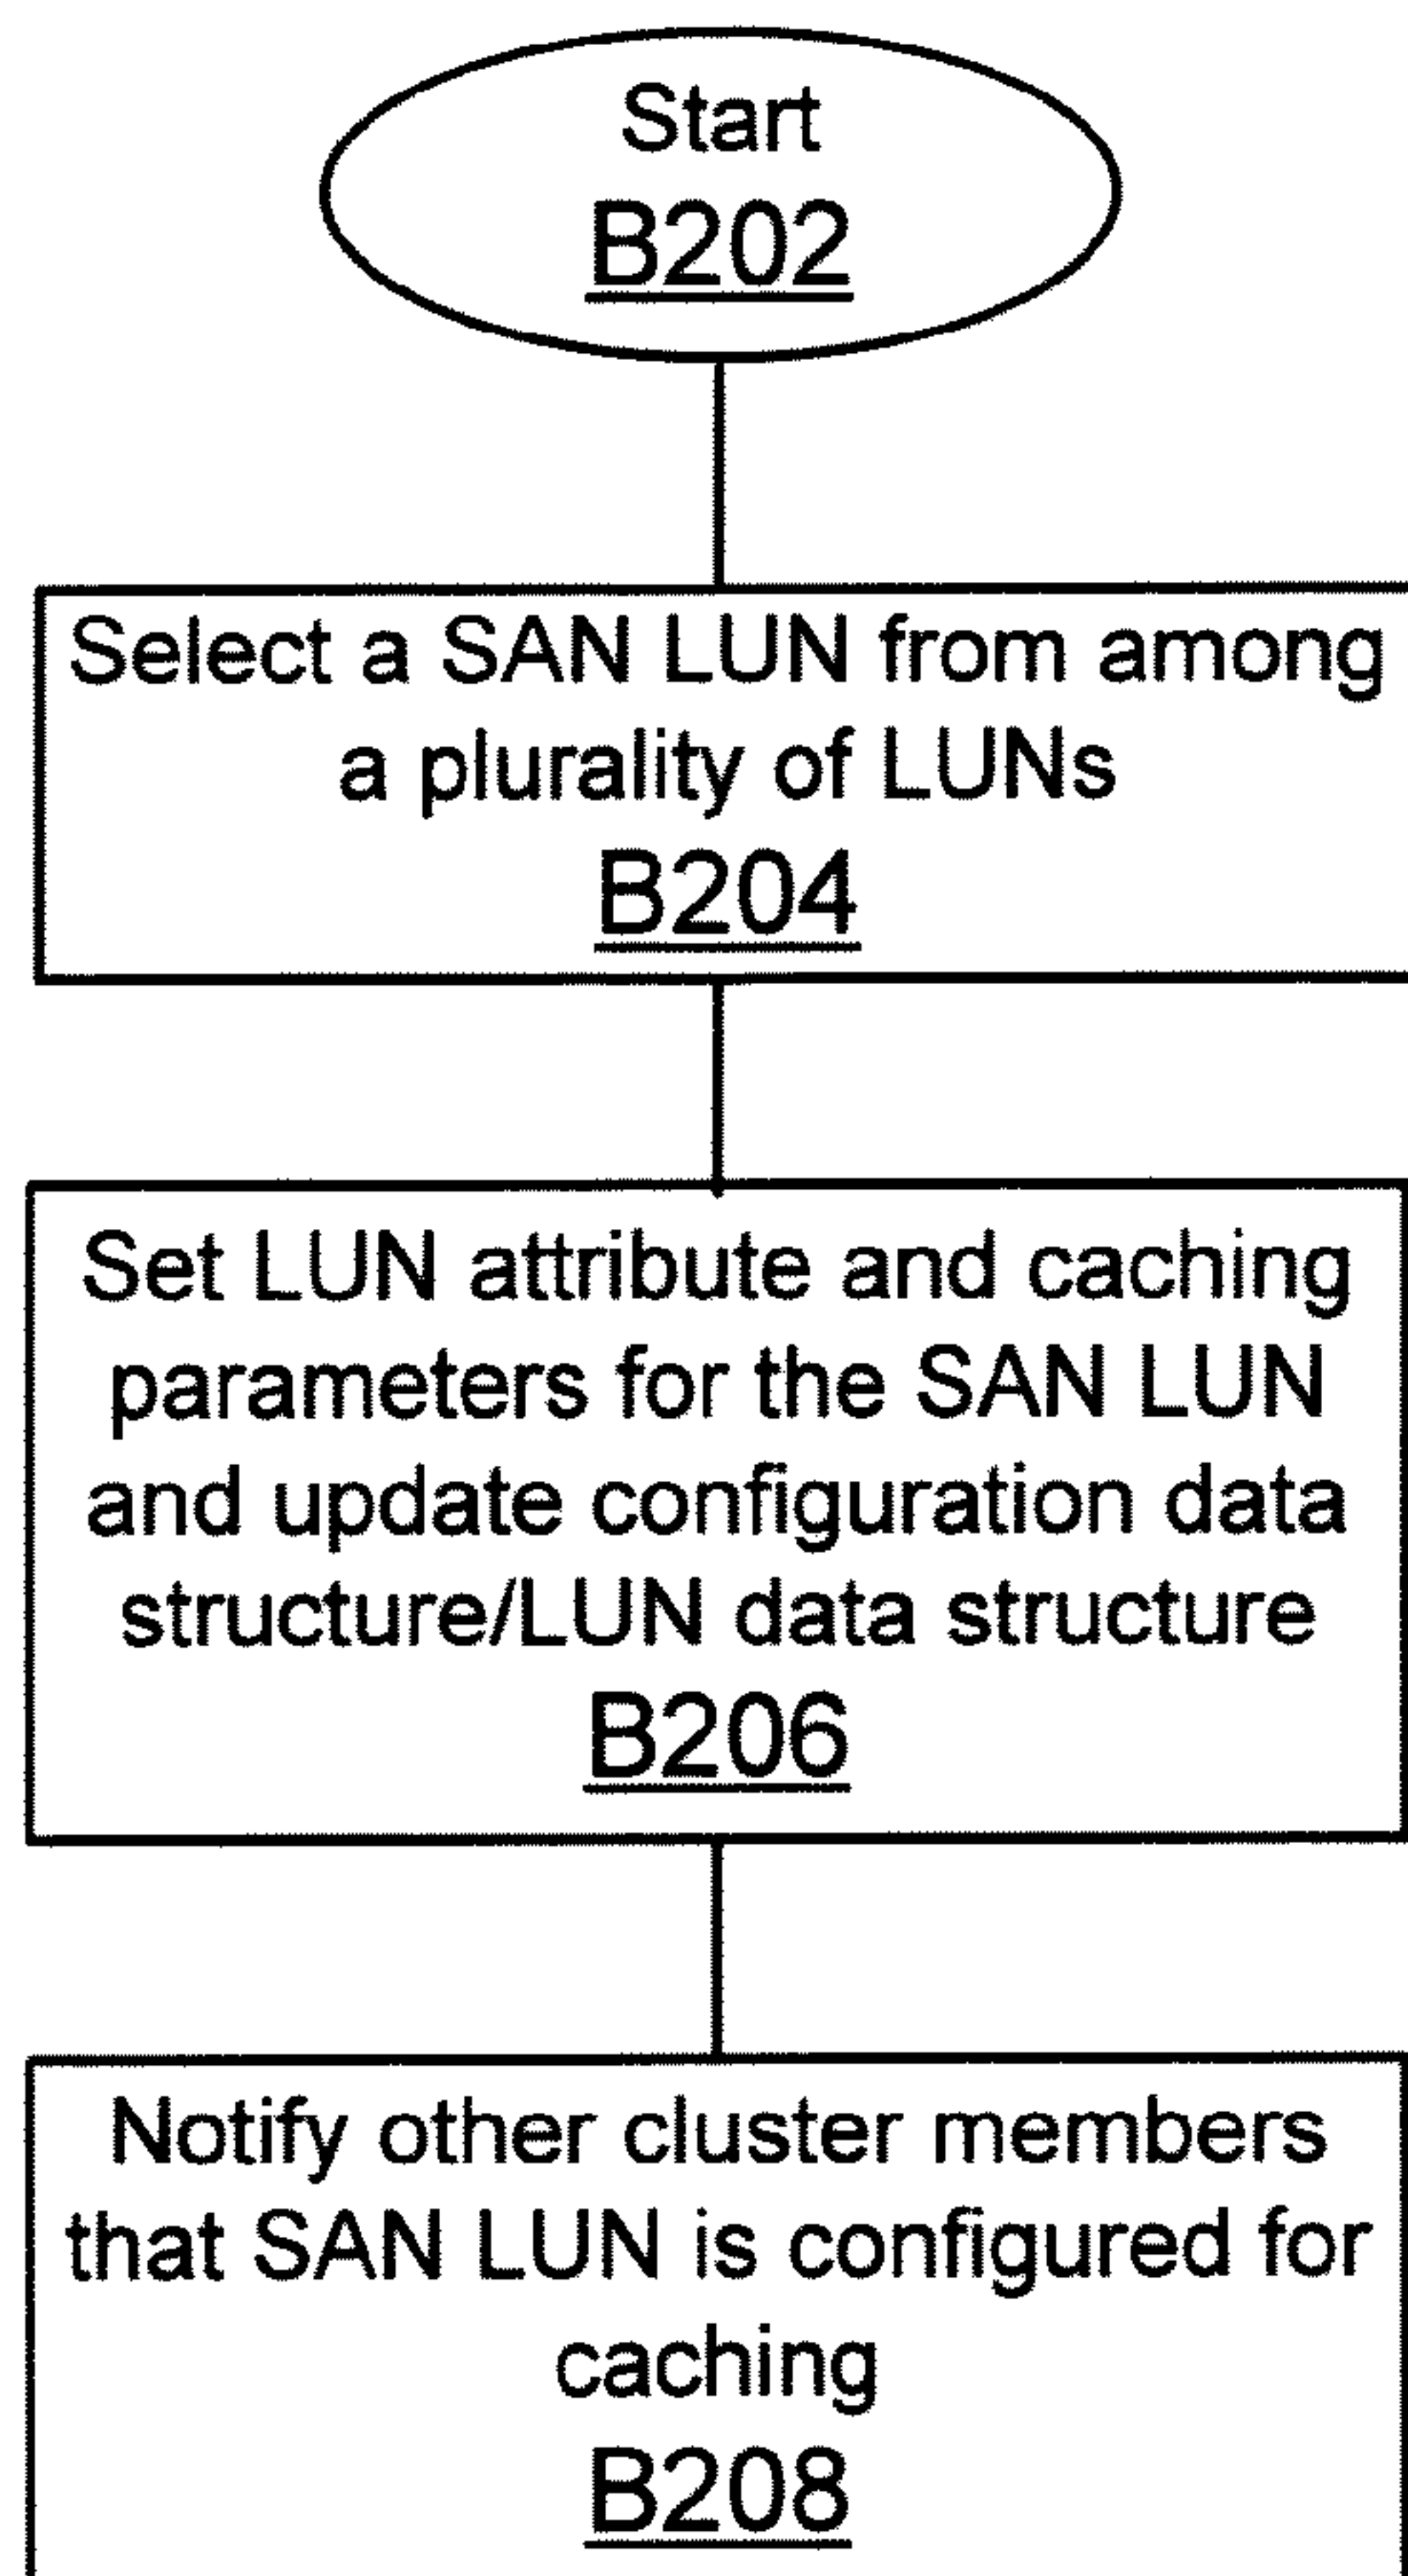 Start
B202
Select a SAN LUN from among
a plurality of LUNs
B204
Set LUN attribute and caching
parameters for the SAN LUN
and update configuration data
structure/LUN data structure
B206
Notify other cluster members
that SAN LUN is configured for
caching
B208